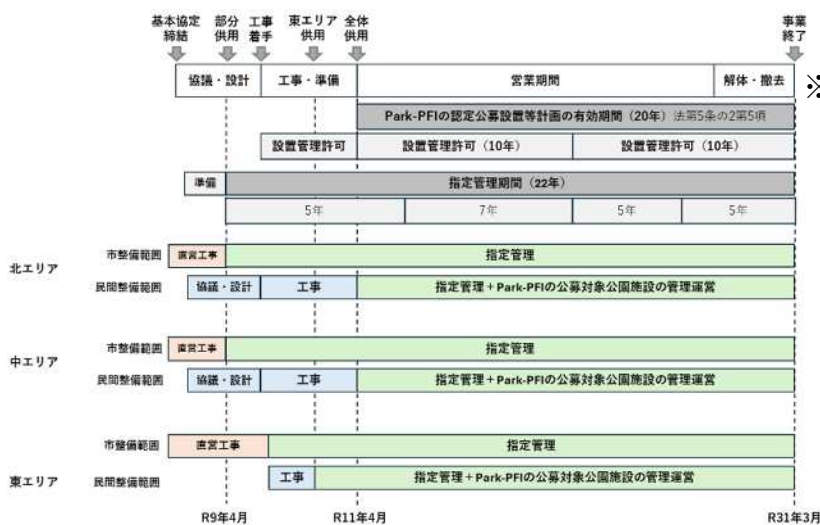 基本協定
締結
部分
供用
工事
着手
東エリア
供用
全体
供用
事業
終了
協議・設計
工事・準備
営業期間
解体・撤去
※
Park-PFIの認定公募設置等計画の有効期間（20年）法第5条の2第5項
設置管理許可
設置管理許可（10年）
設置管理許可（10年）
準備
指定管理期間（22年）
5年
7年
5年
5年
北エリア
市整備範囲
直営工事
指定管理
民間整備範囲
協議・設計
工事
指定管理＋Park-PFIの公募対象公園施設の管理運営
中エリア
市整備範囲
直営工事
指定管理
民間整備範囲
協議・設計
工事
指定管理＋Park-PFIの公募対象公園施設の管理運営
東エリア
市整備範囲
直営工事
指定管理
民間整備範囲
工事
指定管理＋Park-PFIの公募対象公園施設の管理運営
R9年4月
R11年4月
R31年3月